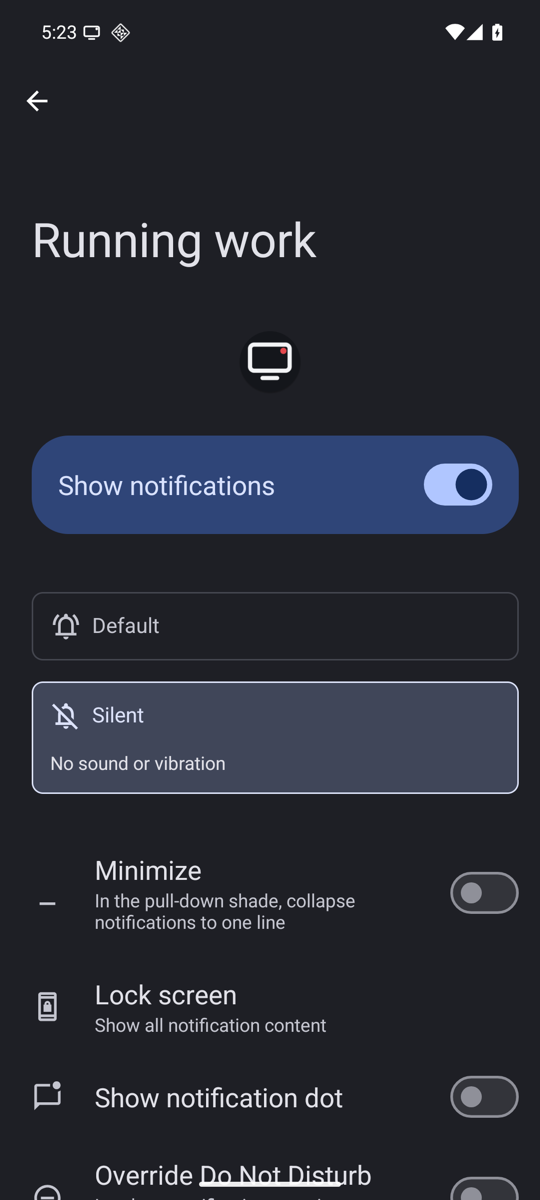 5:23
Running work
Show notifications
Default
Silent
No sound or vibration
Minimize
In the pull-down shade, collapse
notifications to one line
Lock screen
Show all notification content
Show notification dot
Override Do Not Disturb